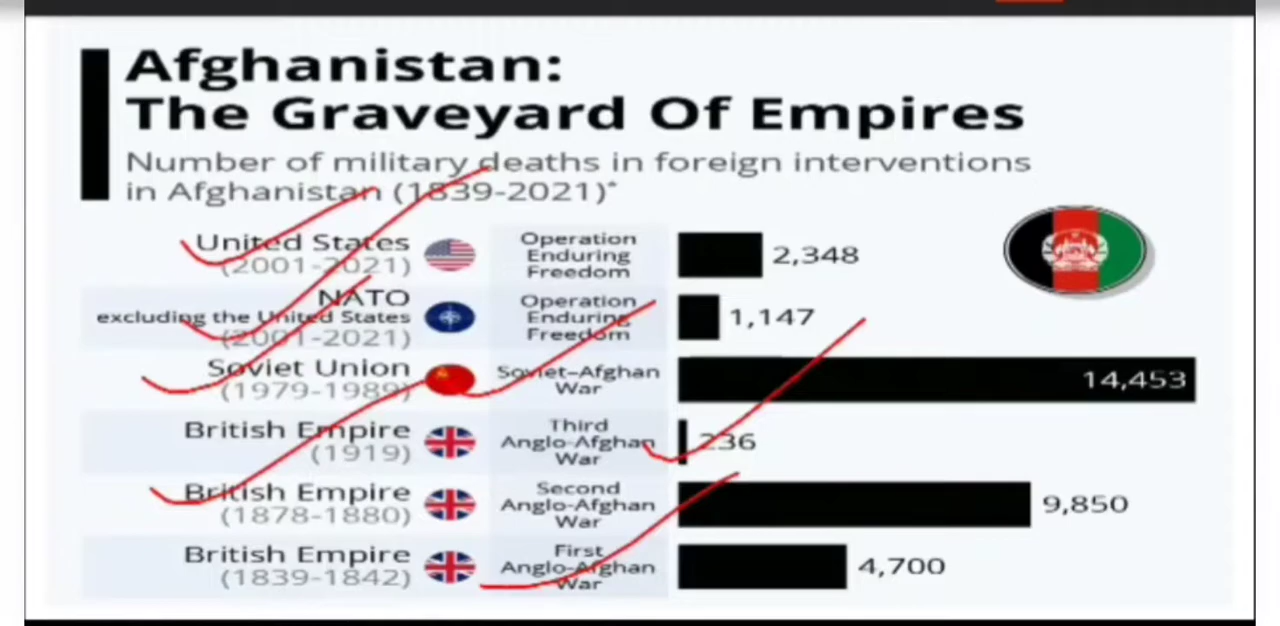 Afghanistan:
The Graveyard Of Empires
Number of military deaths in foreign interventions
in Afghanistan (1839-2021)*
United States
(2001-2021)
Operation
Enduring
Freedom
2,348
NATO
excluding the United States
(2001-2021)
Operation
Enduring
Freedom
1,147
Soviet Union
(1979-1989)
Soviet–Afghan
War
14,453
British Empire
(1919)
Third
Anglo-Afghan
War
236
British Empire
(1878-1880)
Second
Anglo-Afghan
War
9,850
British Empire
(1839-1842)
First
Anglo-Afghan
War
4,700